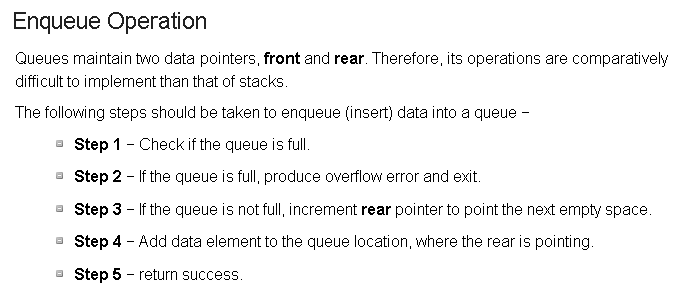 Enqueue Operation
Queues maintain two data pointers, front and rear. Therefore, its operations are comparatively
difficult to implement than that of stacks.
The following steps should be taken to enqueue (insert) data into a queue −
Step 1 − Check if the queue is full.
Step 2 − If the queue is full, produce overflow error and exit.
Step 3 − If the queue is not full, increment rear pointer to point the next empty space.
Step 4 − Add data element to the queue location, where the rear is pointing.
Step 5 − return success.